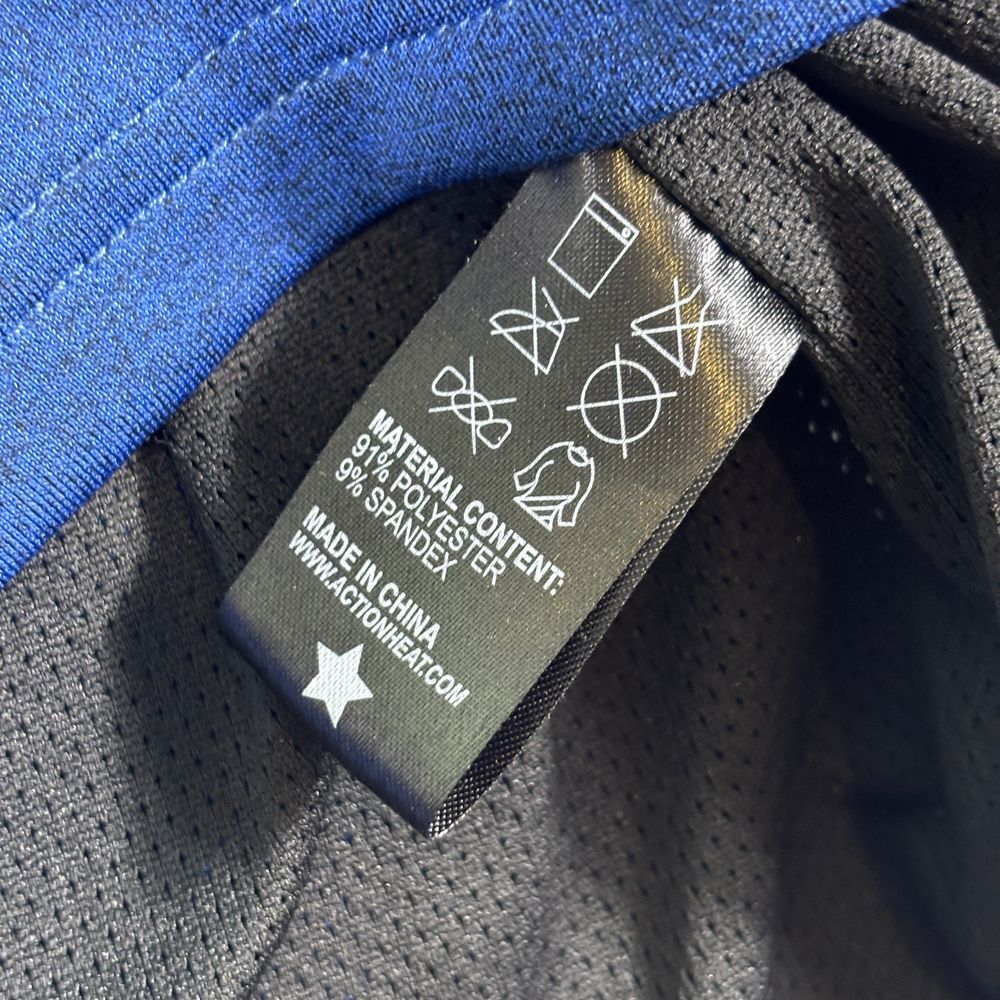 MATERIAL CONTENT:
91% POLYESTER
9% SPANDEX
MADE IN CHINA
WWW.ACTIONHEAT.COM